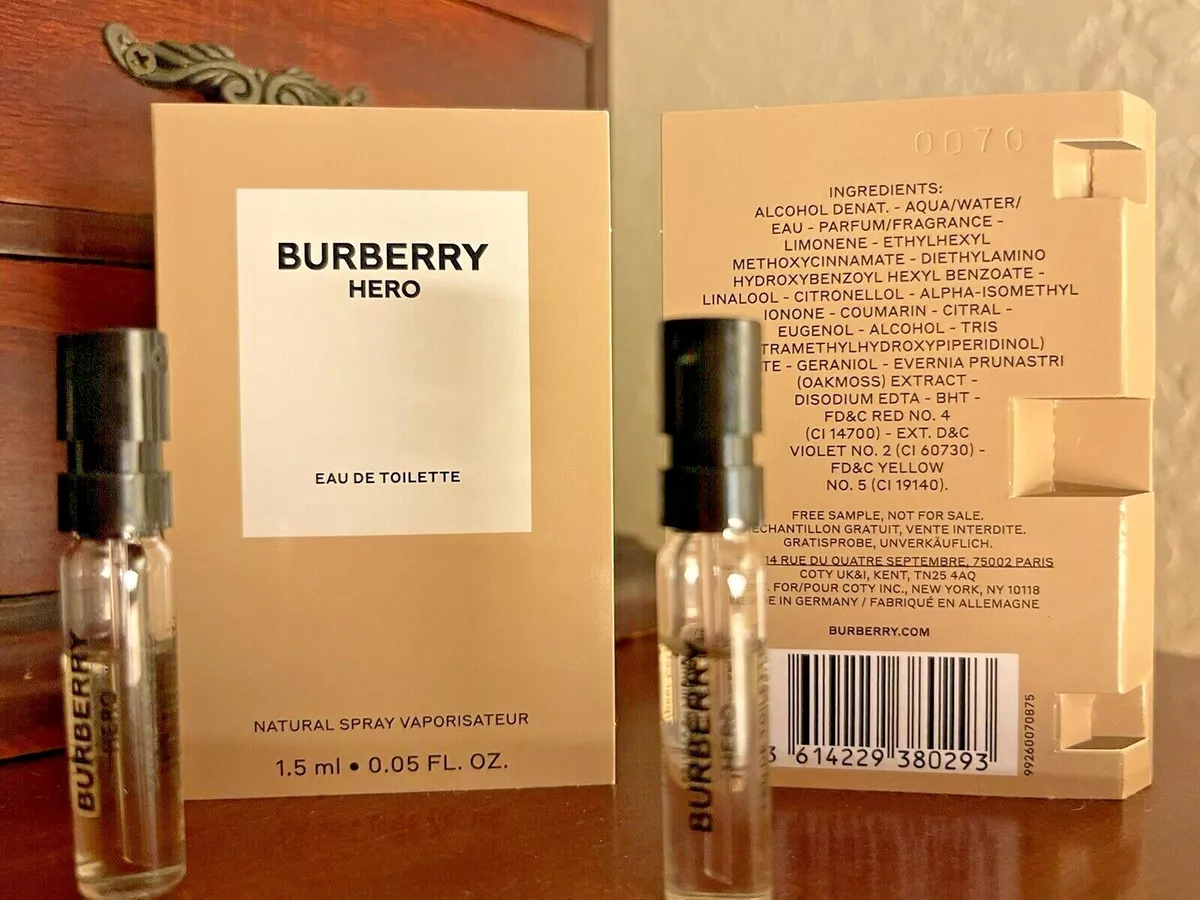 BURBERRY
HERO
EAU DE TOILETTE
NATURAL SPRAY VAPORISATEUR
1.5 ml • 0.05 FL. OZ.
BURBERRY
HERO
0070
INGREDIENTS:
ALCOHOL DENAT. - AQUA/WATER/
EAU - PARFUM/FRAGRANCE -
LIMONENE - ETHYLHEXYL
METHOXYCINNAMATE - DIETHYLAMINO
HYDROXYBENZOYL HEXYL BENZOATE -
LINALOOL - CITRONELLOL - ALPHA-ISOMETHYL
IONONE - COUMARIN - CITRAL -
EUGENOL - ALCOHOL - TRIS
TRAMETHYLHYDROXYPIPERIDINOL)
TE - GERANIOL - EVERNIA PRUNASTRI
(OAKMOSS) EXTRACT -
DISODIUM EDTA - BHT -
FD&C RED NO. 4
(CI 14700) - EXT. D&C
VIOLET NO. 2 (CI 60730) -
FD&C YELLOW
NO. 5 (CI 19140).
FREE SAMPLE, NOT FOR SALE.
ECHANTILLON GRATUIT, VENTE INTERDITE.
GRATISPROBE, UNVERKÄUFLICH.
14 RUE DU QUATRE SEPTEMBRE, 75002 PARIS
COTY UK&I, KENT, TN25 4AQ
. FOR/POUR COTY INC., NEW YORK, NY 10118
E IN GERMANY / FABRIQUÉ EN ALLEMAGNE
BURBERRY.COM
3 614229 380293
99260070875
BURBERRY
HERO